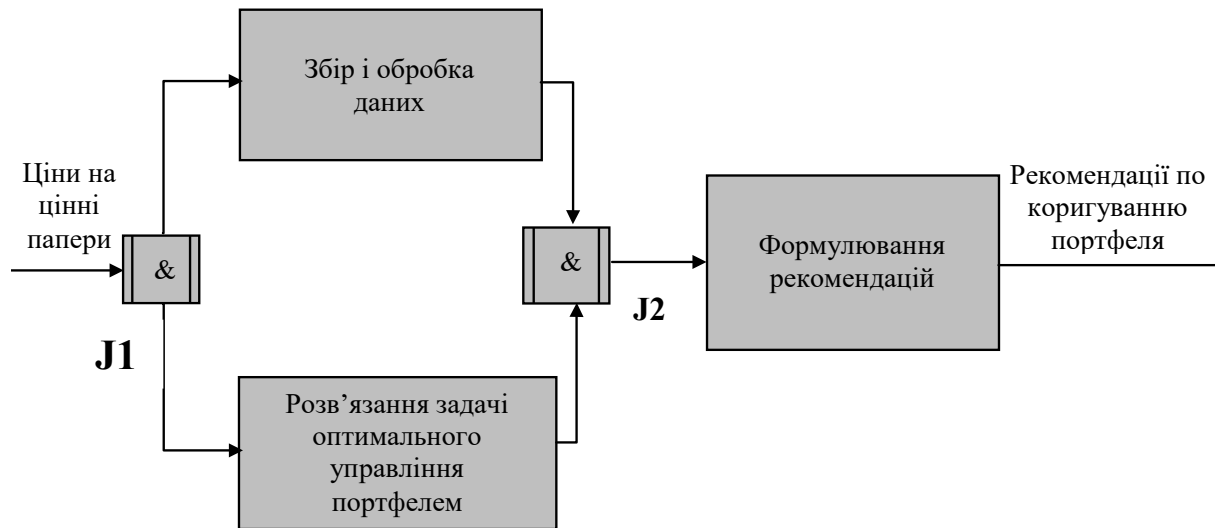 Збір і обробка
даних
Ціни на
цінні
папери
&
J1
Розв’язання задачі
оптимального
управління
портфелем
&
J2
Формулювання
рекомендацій
Рекомендації по
коригуванню
портфеля